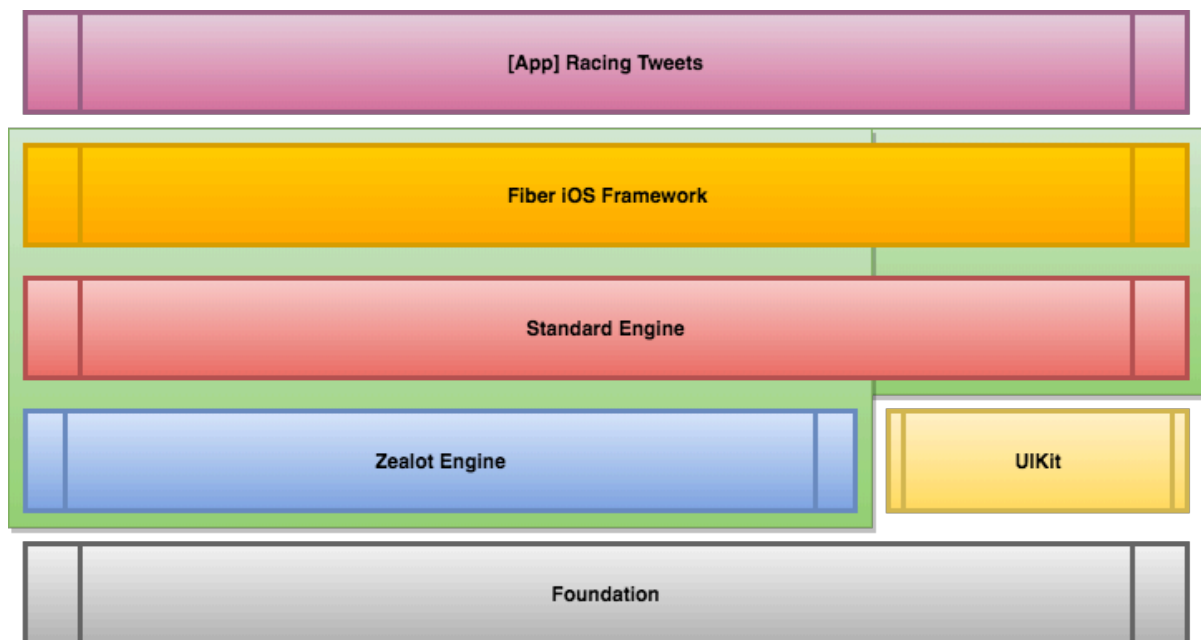 [App] Racing Tweets
Fiber iOS Framework
Standard Engine
Zealot Engine
UIKit
Foundation